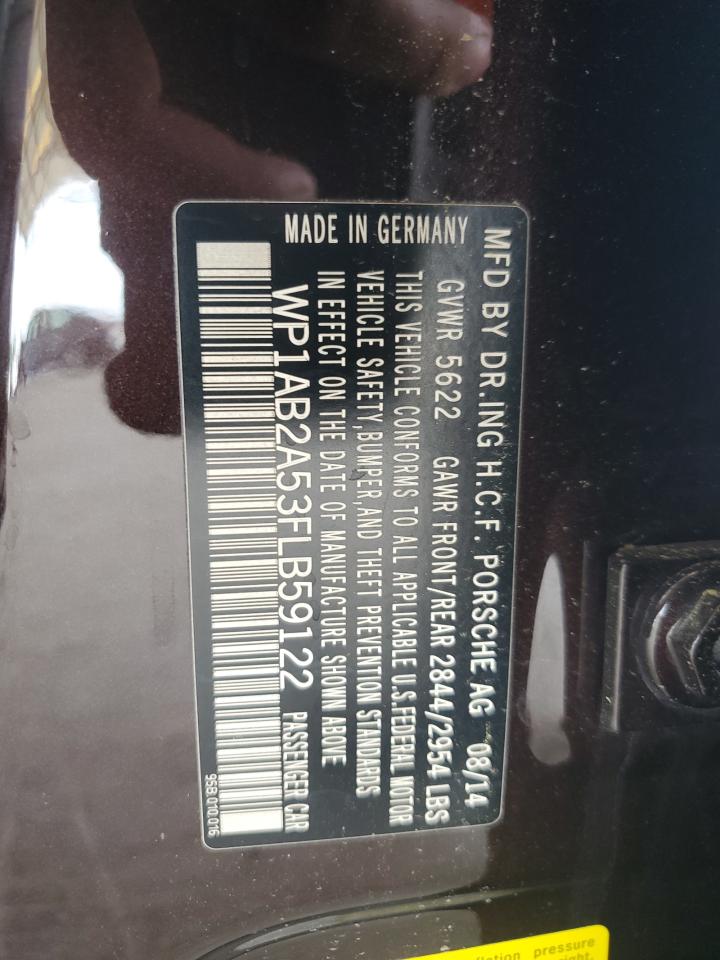 MFD BY DR.ING H.C.F. PORSCHE AG 08/14
GVWR 5622 GAWR FRONT/REAR 2844/2954 LBS
THIS VEHICLE CONFORMS TO ALL APPLICABLE U.S.FEDERAL MOTOR
VEHICLE SAFETY,BUMPER,AND THEFT PREVENTION STANDARDS
IN EFFECT ON THE DATE OF MANUFACTURE SHOWN ABOVE
MADE IN GERMANY
WP1AB2A53FLB59122 PASSENGER CAR
95B.010.016
pressure